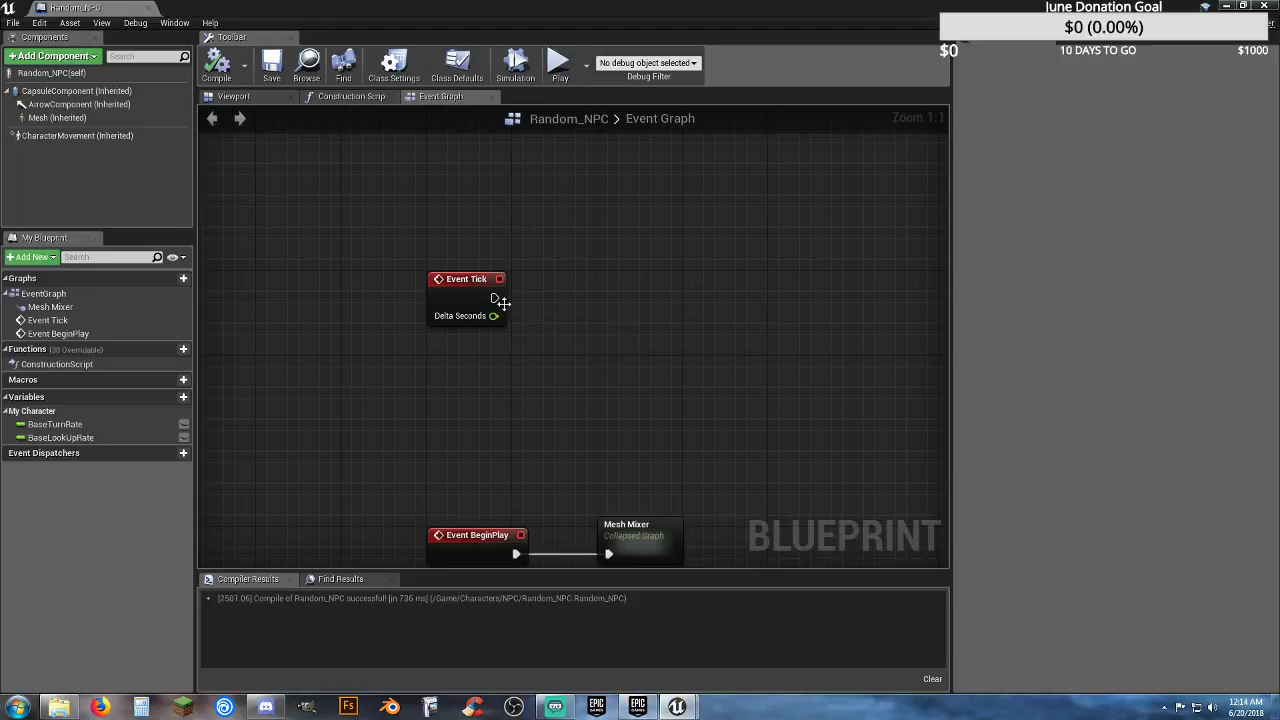 Random_NPC
June Donation Goal
File Edit Asset View Debug Window Help
$0 (0.00%)
$0 10 DAYS TO GO $1000
Components
Toolbar
+Add Component
Search
Random_NPC(self)
CapsuleComponent (Inherited)
ArrowComponent (Inherited)
Mesh (Inherited)
CharacterMovement (Inherited)
Compile Save Browse Find Class Settings Class Defaults Simulation Play
No debug object selected
Debug Filter
Viewport Construction Scrip Event Graph
Random_NPC > Event Graph
Zoom 1:1
My Blueprint
+Add New
Search
Graphs
EventGraph
Mesh Mixer
Event Tick
Event BeginPlay
Functions (30 Overridable)
ConstructionScript
Macros
Variables
My Character
BaseTurnRate
BaseLookUpRate
Event Dispatchers
Event Tick
Delta Seconds
Event BeginPlay
Mesh Mixer
Collapsed Graph
BLUEPRINT
Compiler Results Find Results
[2501.06] Compile of Random_NPC successful! [in 736 ms] (/Game/Characters/NPC/Random_NPC.Random_NPC)
Clear
Fs
EPIC GAMES
EPIC GAMES
12:14 AM
6/20/2018